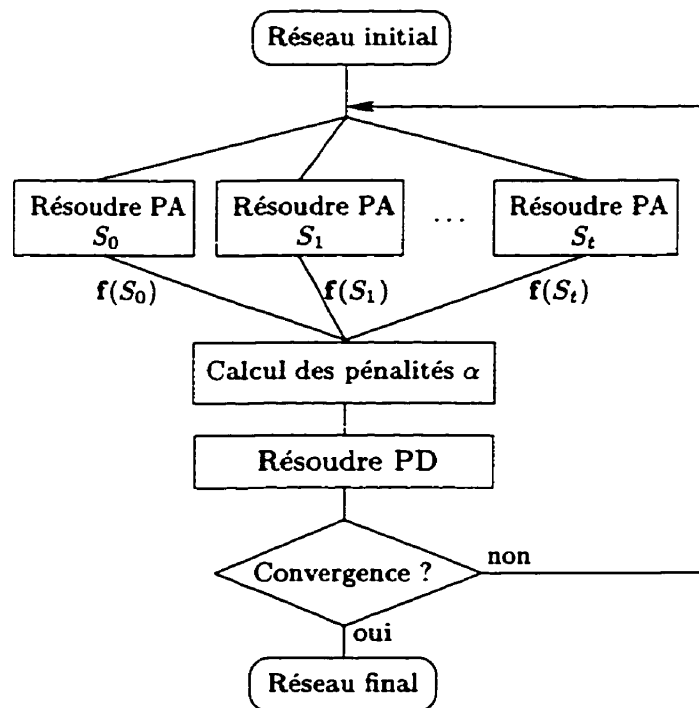 Réseau initial
Résoudre PA
S₀
Résoudre PA
S₁
...
Résoudre PA
Sₜ
f(S₀)
f(S₁)
f(Sₜ)
Calcul des pénalités α
Résoudre PD
Convergence ?
non
oui
Réseau final